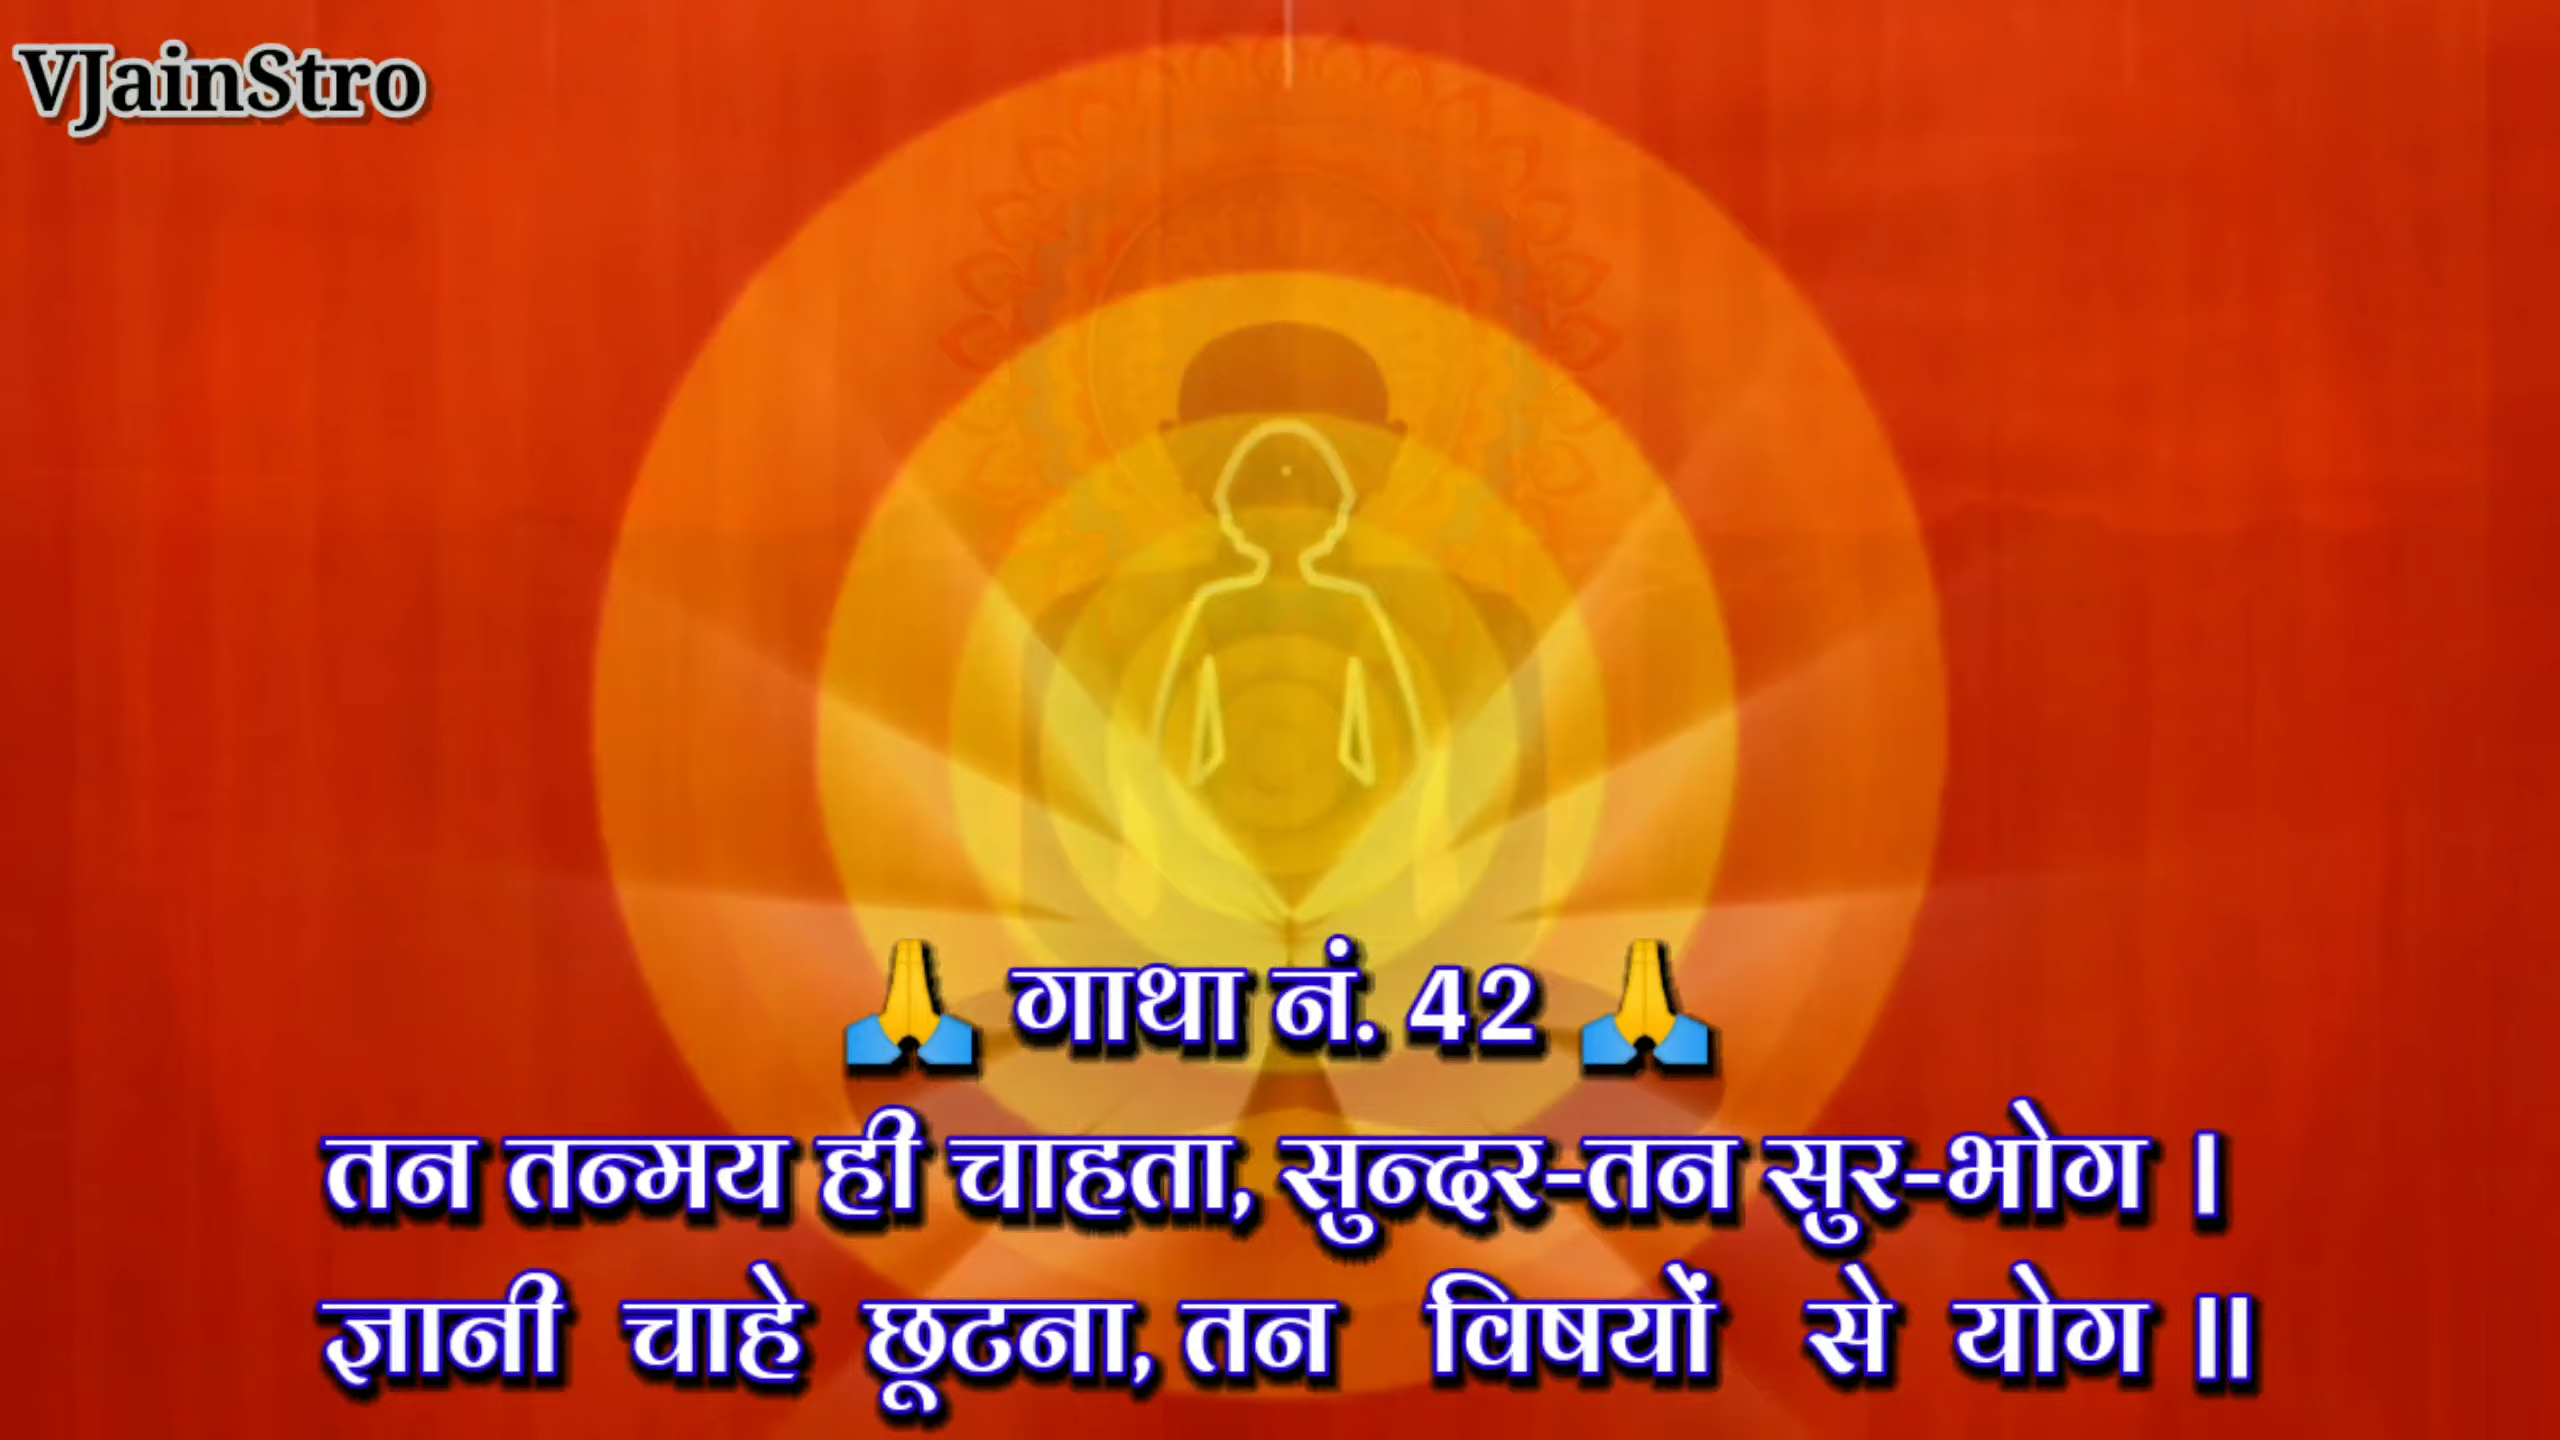 VJainStro
🙏 गाथा नं. 42 🙏
तन तन्मय ही चाहता, सुन्दर-तन सुर-भोग ।
ज्ञानी चाहे छूटना, तन विषयों से योग ॥